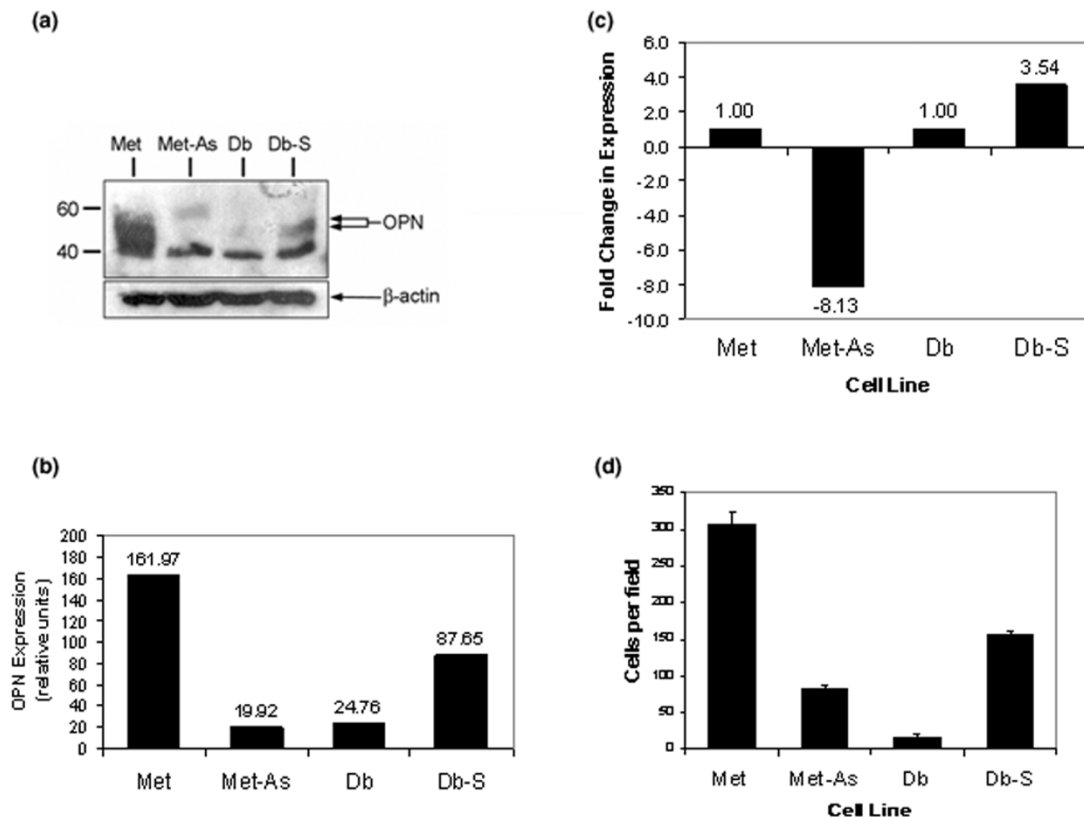 (a)
Met Met-As Db Db-S
60
40
OPN
β-actin
(b)
OPN Expression
(relative units)
200
180
160
140
120
100
80
60
40
20
0
161.97
19.92
24.76
87.65
Met Met-As Db Db-S
(c)
Fold Change in Expression
6.0
4.0
2.0
0.0
-2.0
-4.0
-6.0
-8.0
-10.0
1.00
-8.13
1.00
3.54
Met Met-As Db Db-S
Cell Line
(d)
Cells per field
350
300
250
200
150
100
50
0
Met Met-As Db Db-S
Cell Line